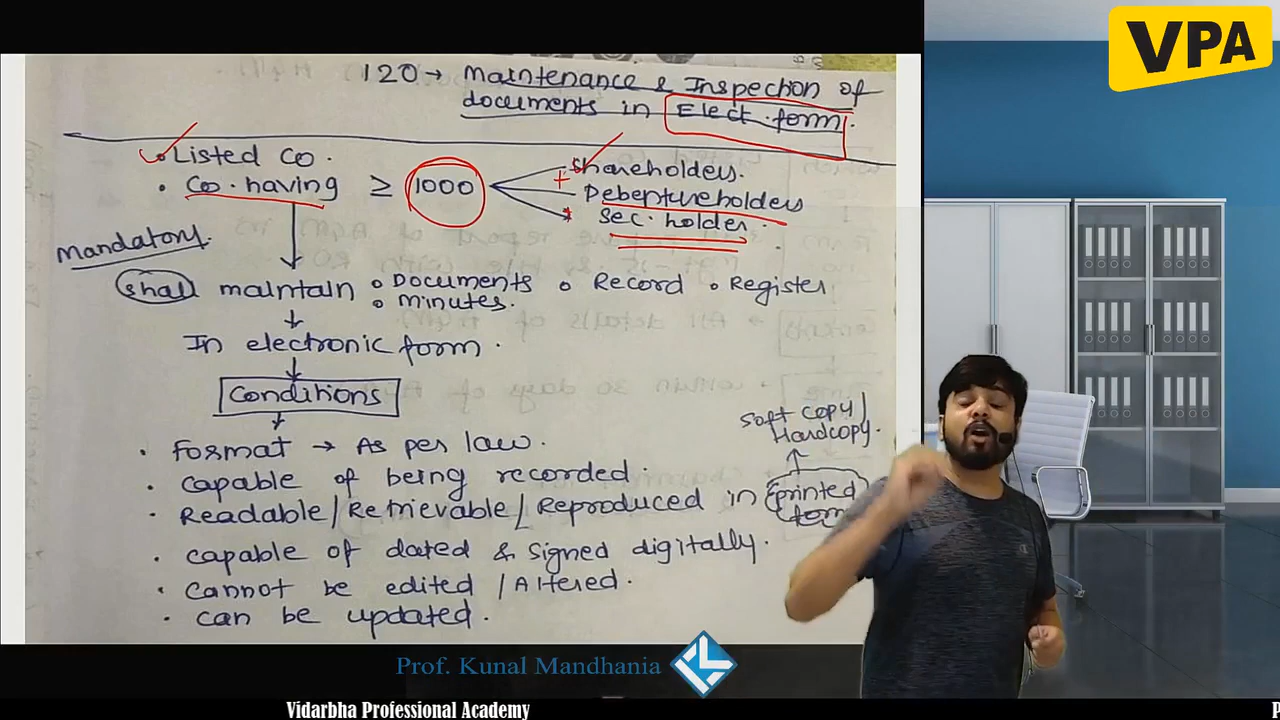 VPA
120 → Maintenance & Inspection of
documents in Elect. form.
• Listed Co.
• Co. having ≥ 1000
Shareholders.
Debentureholders
Sec. holder.
Mandatory.
shall maintain • Documents • Record • Register
• Minutes.
In electronic form.
Conditions
• Format → As per law.
• Capable of being recorded.
• Readable/Retrievable/Reproduced in printed
form
Soft copy/
Hardcopy.
• Capable of dated & signed digitally.
• Cannot be edited / Altered.
• Can be updated.
Prof. Kunal Mandhania
Vidarbha Professional Academy